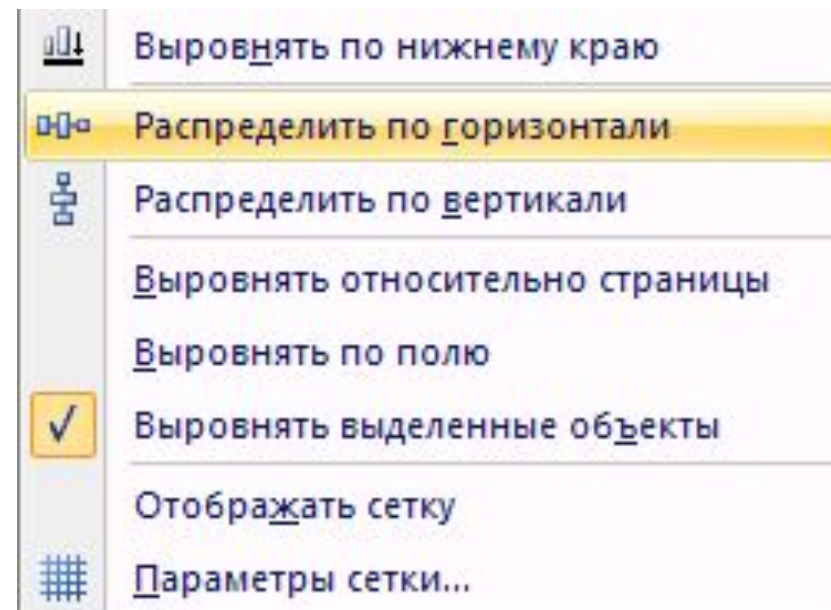 Выровнять по нижнему краю
Распределить по горизонтали
Распределить по вертикали
Выровнять относительно страницы
Выровнять по полю
Выровнять выделенные объекты
Отображать сетку
Параметры сетки...